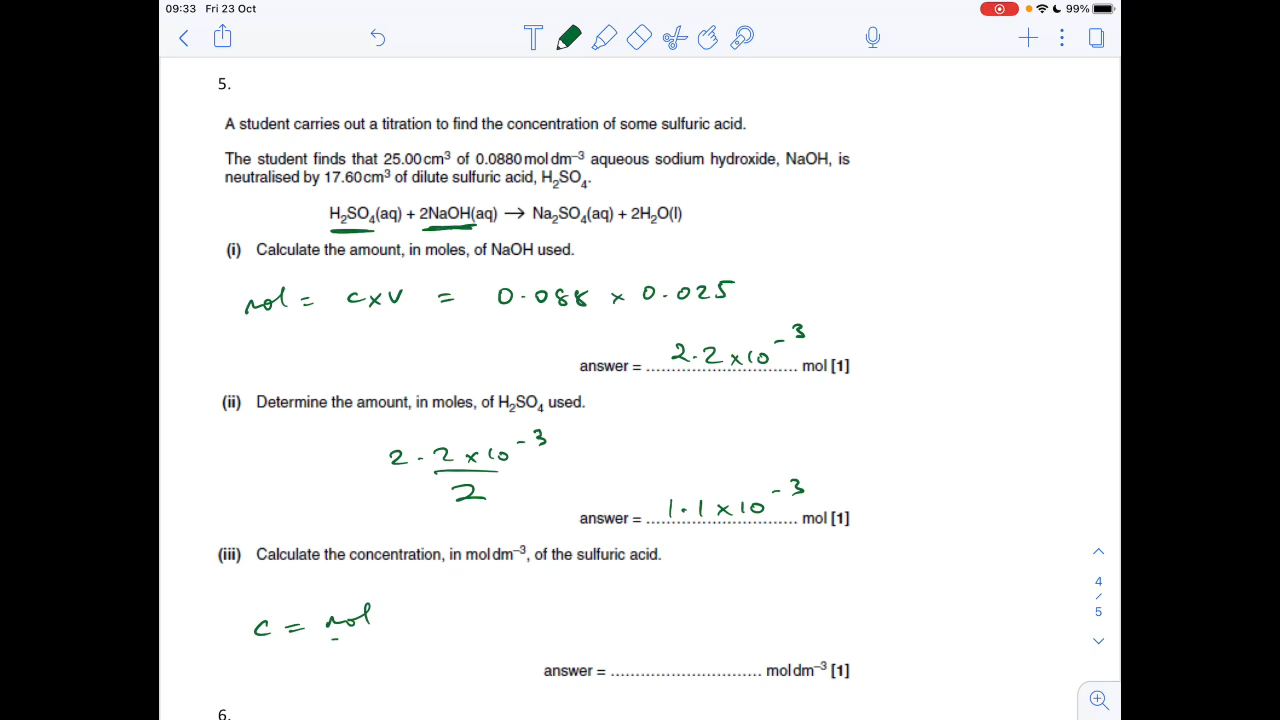 09:33 Fri 23 Oct 99%
5.
A student carries out a titration to find the concentration of some sulfuric acid.
The student finds that 25.00 cm³ of 0.0880 mol dm⁻³ aqueous sodium hydroxide, NaOH, is
neutralised by 17.60 cm³ of dilute sulfuric acid, H₂SO₄.
H₂SO₄(aq) + 2NaOH(aq) → Na₂SO₄(aq) + 2H₂O(l)
(i) Calculate the amount, in moles, of NaOH used.
mol = c×v = 0.088 × 0.025
2.2 ×10⁻³
answer = .............................. mol [1]
(ii) Determine the amount, in moles, of H₂SO₄ used.
2.2 ×10⁻³
2
1.1 ×10⁻³
answer = .............................. mol [1]
(iii) Calculate the concentration, in mol dm⁻³, of the sulfuric acid.
c = mol
answer = .............................. mol dm⁻³ [1]
4
/
5
6.